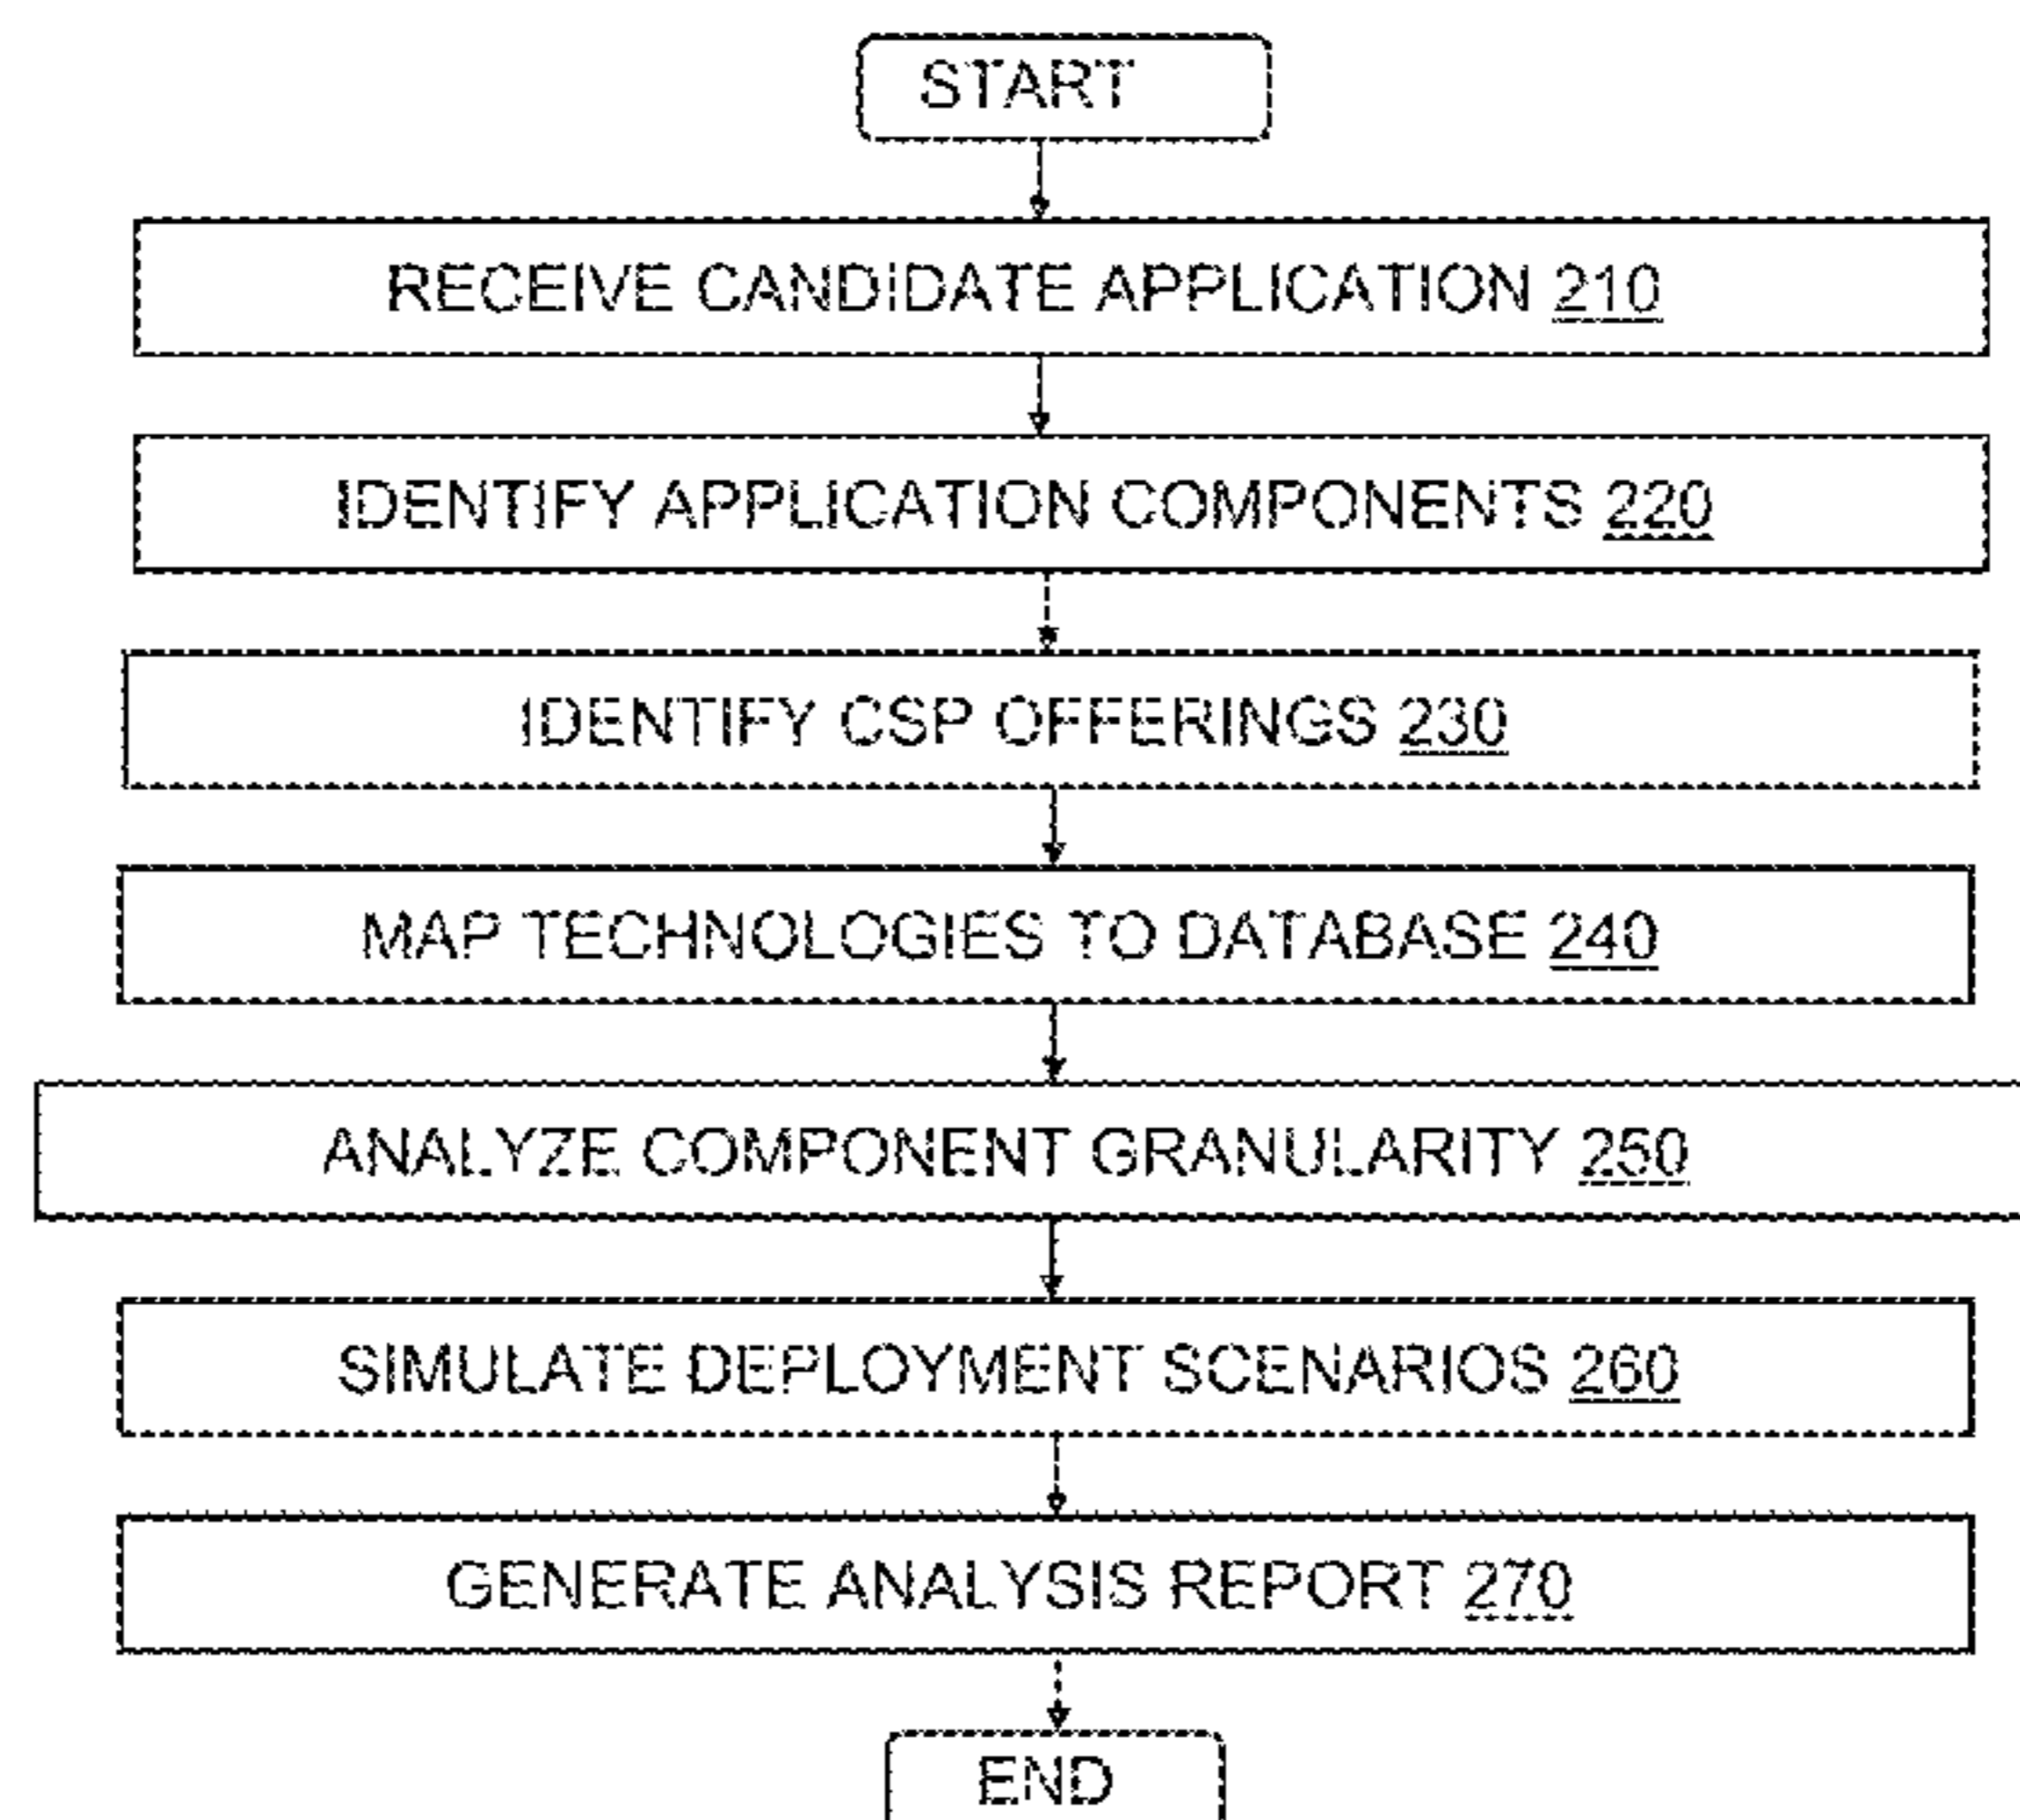 START
RECEIVE CANDIDATE APPLICATION 210
IDENTIFY APPLICATION COMPONENTS 220
IDENTIFY CSP OFFERINGS 230
MAP TECHNOLOGIES TO DATABASE 240
ANALYZE COMPONENT GRANULARITY 250
SIMULATE DEPLOYMENT SCENARIOS 260
GENERATE ANALYSIS REPORT 270
END